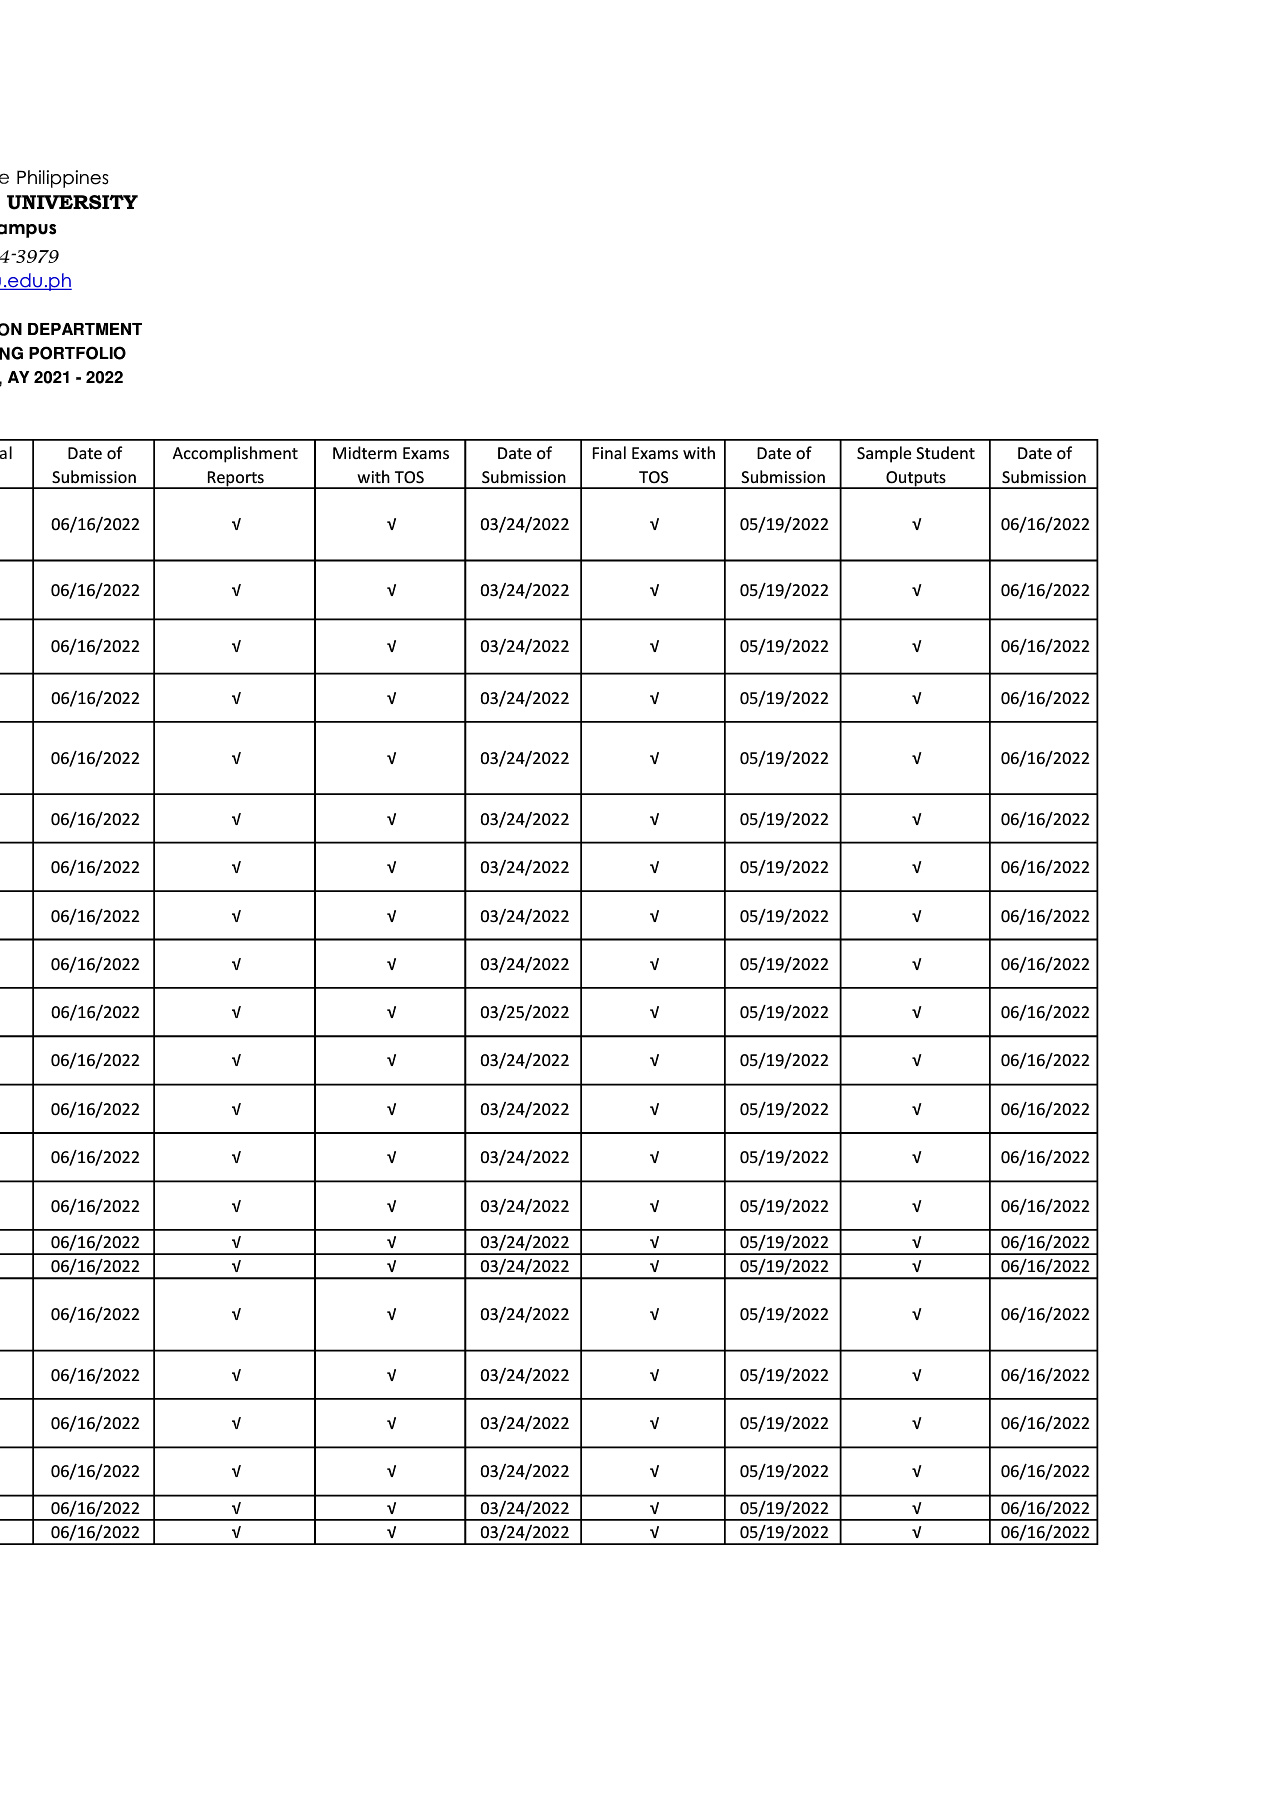 e Philippines
UNIVERSITY
ampus
4-3979
.edu.ph
ON DEPARTMENT
NG PORTFOLIO
, AY 2021 - 2022
al Date of Submission Accomplishment Reports Midterm Exams with TOS Date of Submission Final Exams with TOS Date of Submission Sample Student Outputs Date of Submission
06/16/2022 √ √ 03/24/2022 √ 05/19/2022 √ 06/16/2022
06/16/2022 √ √ 03/24/2022 √ 05/19/2022 √ 06/16/2022
06/16/2022 √ √ 03/24/2022 √ 05/19/2022 √ 06/16/2022
06/16/2022 √ √ 03/24/2022 √ 05/19/2022 √ 06/16/2022
06/16/2022 √ √ 03/24/2022 √ 05/19/2022 √ 06/16/2022
06/16/2022 √ √ 03/24/2022 √ 05/19/2022 √ 06/16/2022
06/16/2022 √ √ 03/24/2022 √ 05/19/2022 √ 06/16/2022
06/16/2022 √ √ 03/24/2022 √ 05/19/2022 √ 06/16/2022
06/16/2022 √ √ 03/24/2022 √ 05/19/2022 √ 06/16/2022
06/16/2022 √ √ 03/25/2022 √ 05/19/2022 √ 06/16/2022
06/16/2022 √ √ 03/24/2022 √ 05/19/2022 √ 06/16/2022
06/16/2022 √ √ 03/24/2022 √ 05/19/2022 √ 06/16/2022
06/16/2022 √ √ 03/24/2022 √ 05/19/2022 √ 06/16/2022
06/16/2022 √ √ 03/24/2022 √ 05/19/2022 √ 06/16/2022
06/16/2022 √ √ 03/24/2022 √ 05/19/2022 √ 06/16/2022
06/16/2022 √ √ 03/24/2022 √ 05/19/2022 √ 06/16/2022
06/16/2022 √ √ 03/24/2022 √ 05/19/2022 √ 06/16/2022
06/16/2022 √ √ 03/24/2022 √ 05/19/2022 √ 06/16/2022
06/16/2022 √ √ 03/24/2022 √ 05/19/2022 √ 06/16/2022
06/16/2022 √ √ 03/24/2022 √ 05/19/2022 √ 06/16/2022
06/16/2022 √ √ 03/24/2022 √ 05/19/2022 √ 06/16/2022
06/16/2022 √ √ 03/24/2022 √ 05/19/2022 √ 06/16/2022